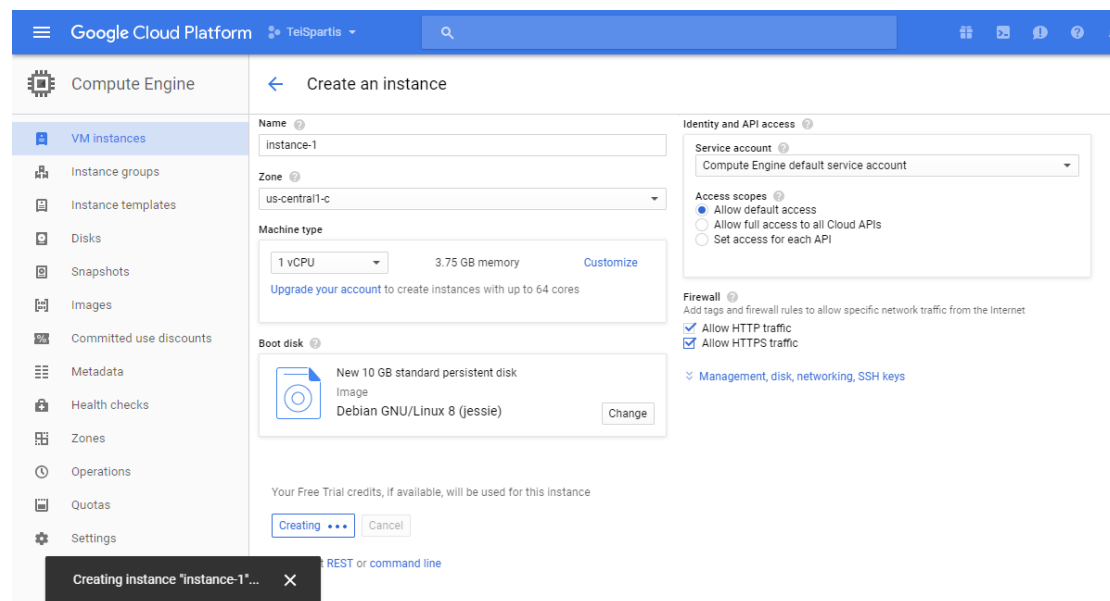 Google Cloud Platform TeiSpartis
Compute Engine
Create an instance
VM instances
Instance groups
Instance templates
Disks
Snapshots
Images
Committed use discounts
Metadata
Health checks
Zones
Operations
Quotas
Settings
Name
instance-1
Zone
us-central1-c
Machine type
1 vCPU 3.75 GB memory Customize
Upgrade your account to create instances with up to 64 cores
Boot disk
New 10 GB standard persistent disk
Image
Debian GNU/Linux 8 (jessie)
Change
Your Free Trial credits, if available, will be used for this instance
Creating Cancel
REST or command line
Identity and API access
Service account
Compute Engine default service account
Access scopes
Allow default access
Allow full access to all Cloud APIs
Set access for each API
Firewall
Add tags and firewall rules to allow specific network traffic from the Internet
Allow HTTP traffic
Allow HTTPS traffic
Management, disk, networking, SSH keys
Creating instance "instance-1"...